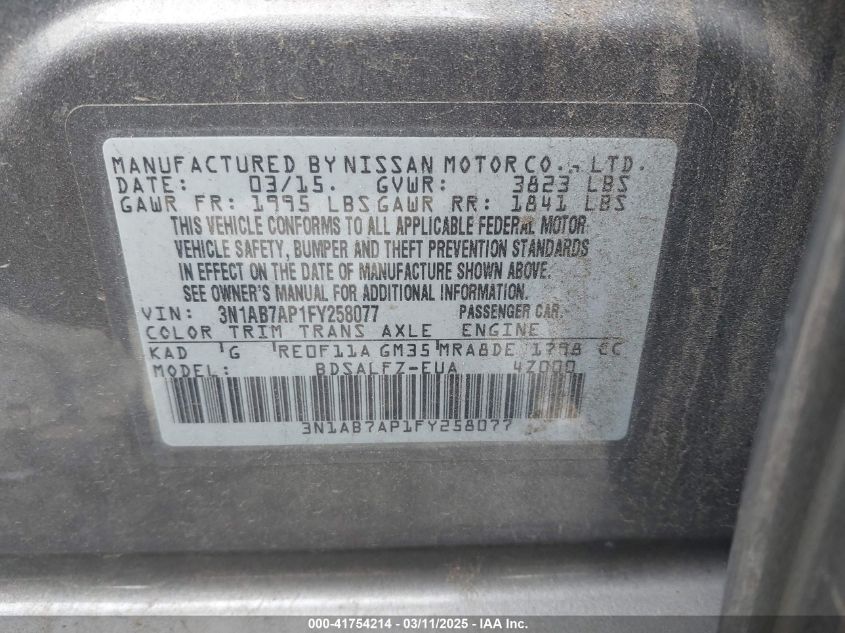 MANUFACTURED BY NISSAN MOTOR CO., LTD.
DATE: 03/15. GVWR: 3823 LBS
GAWR FR: 1995 LBS GAWR RR: 1841 LBS
THIS VEHICLE CONFORMS TO ALL APPLICABLE FEDERAL MOTOR
VEHICLE SAFETY, BUMPER AND THEFT PREVENTION STANDARDS
IN EFFECT ON THE DATE OF MANUFACTURE SHOWN ABOVE.
SEE OWNER'S MANUAL FOR ADDITIONAL INFORMATION.
VIN: 3N1AB7AP1FY258077 PASSENGER CAR.
COLOR TRIM TRANS AXLE ENGINE
KAD G RE0F11A GM35 MRA8DE 1798 CC
MODEL: BDSALFZ-EUA 4Z000
3N1AB7AP1FY258077
000-41754214 - 03/11/2025 - IAA Inc.